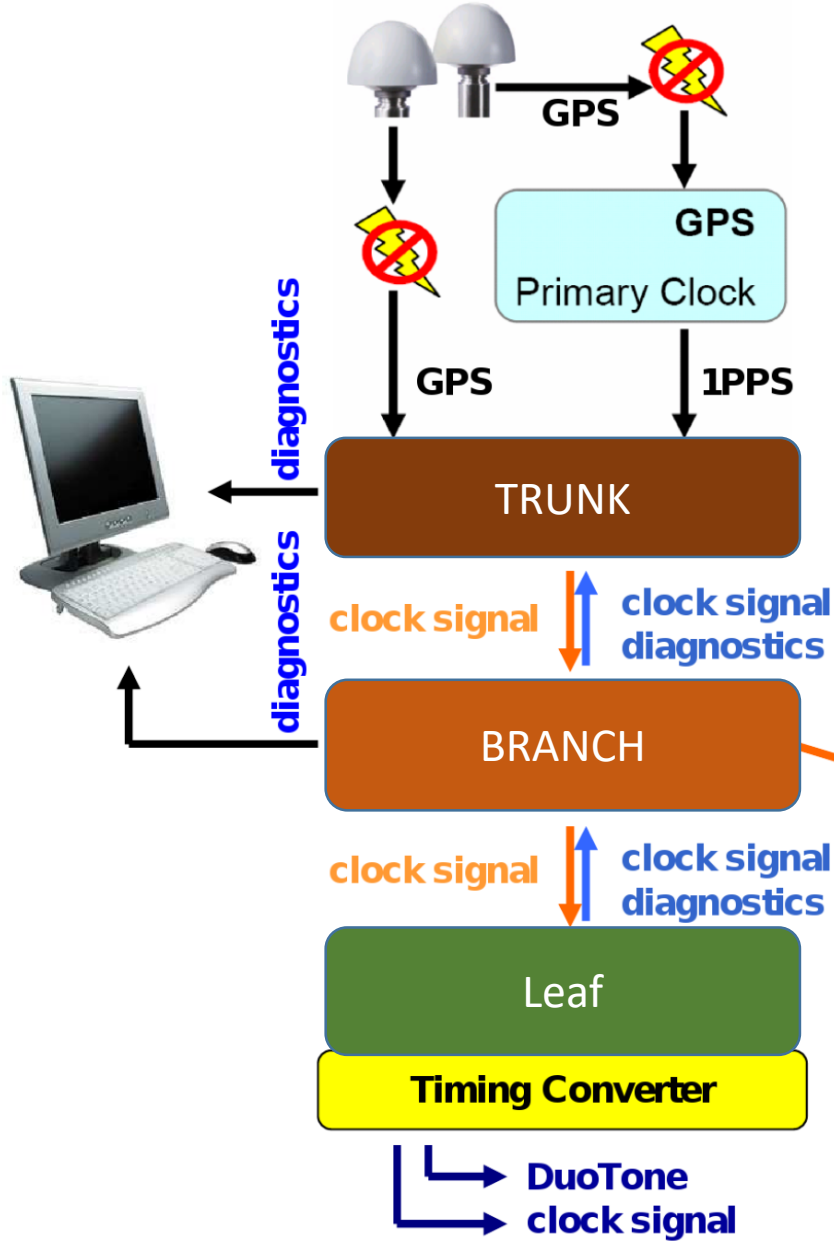 GPS
GPS
Primary Clock
diagnostics
GPS
1PPS
TRUNK
clock signal
clock signal
diagnostics
diagnostics
BRANCH
clock signal
clock signal
diagnostics
Leaf
Timing Converter
DuoTone
clock signal